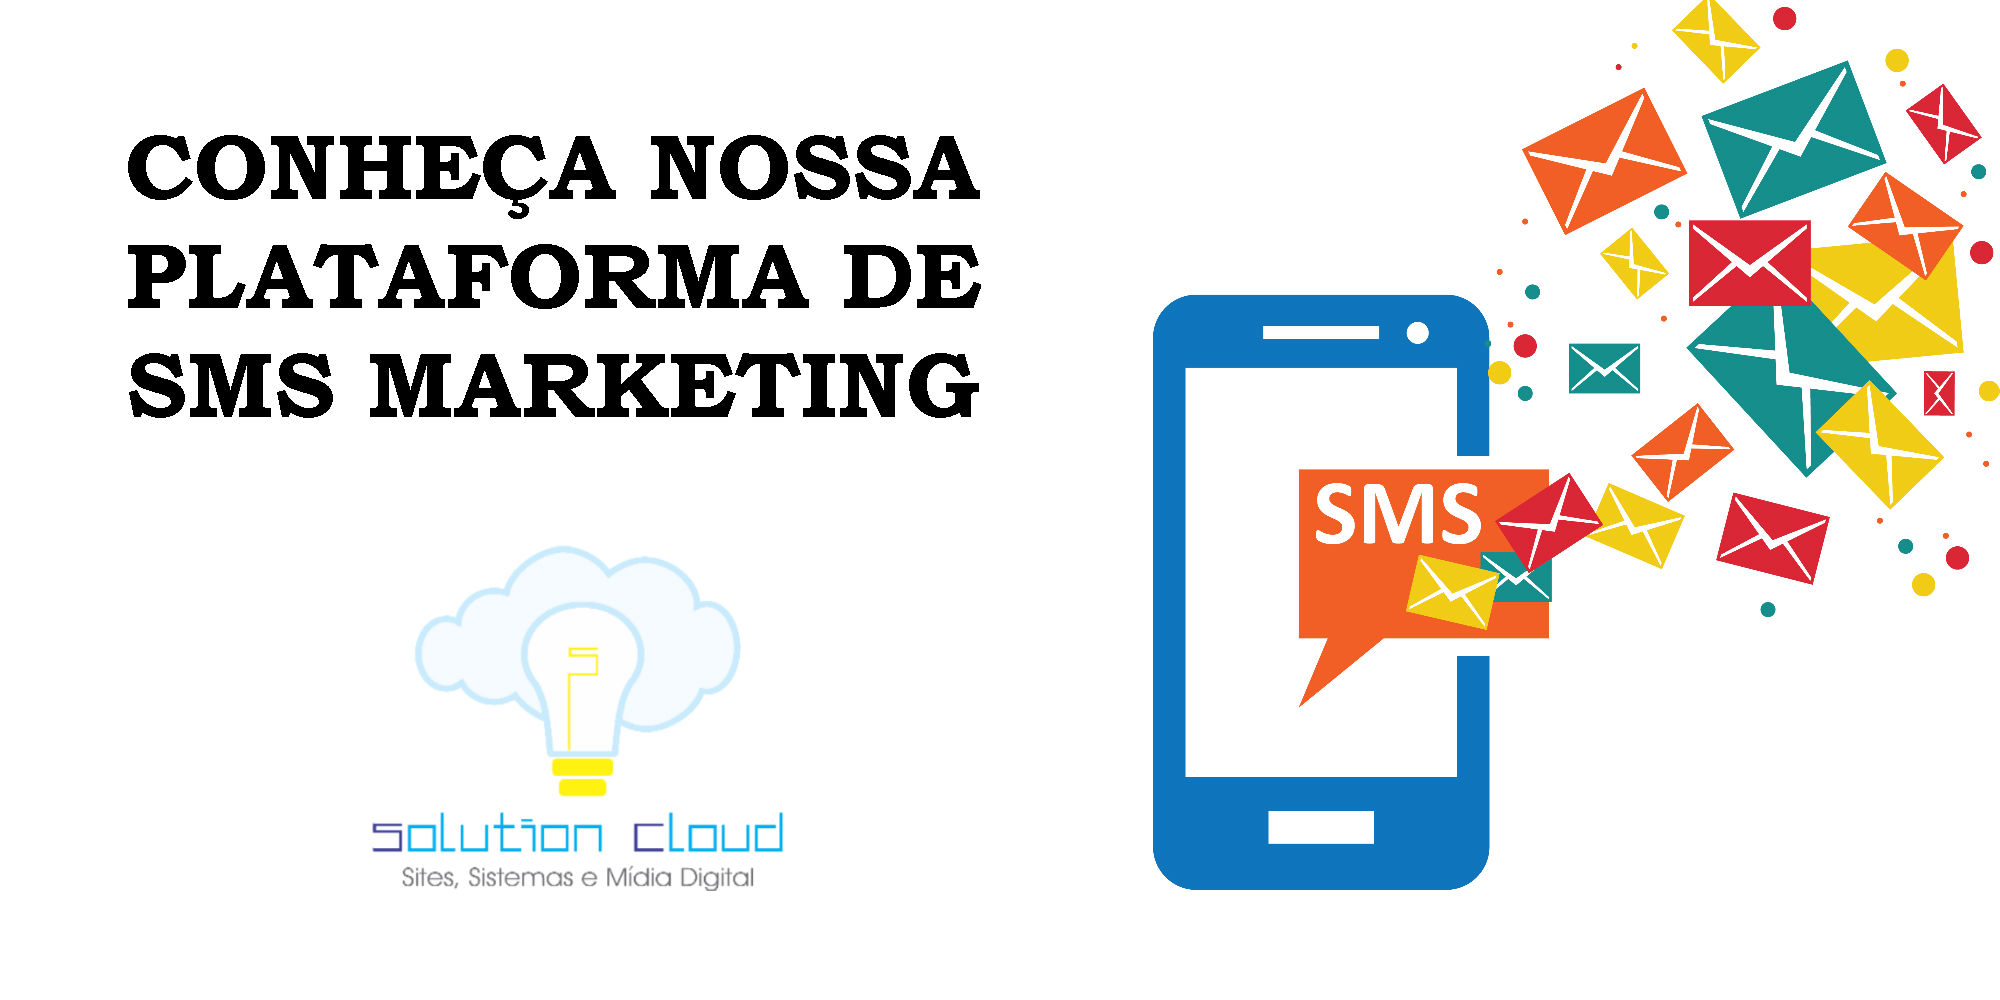 CONHEÇA NOSSA
PLATAFORMA DE
SMS MARKETING
SMS
Solution Cloud
Sites, Sistemas e Mídia Digital